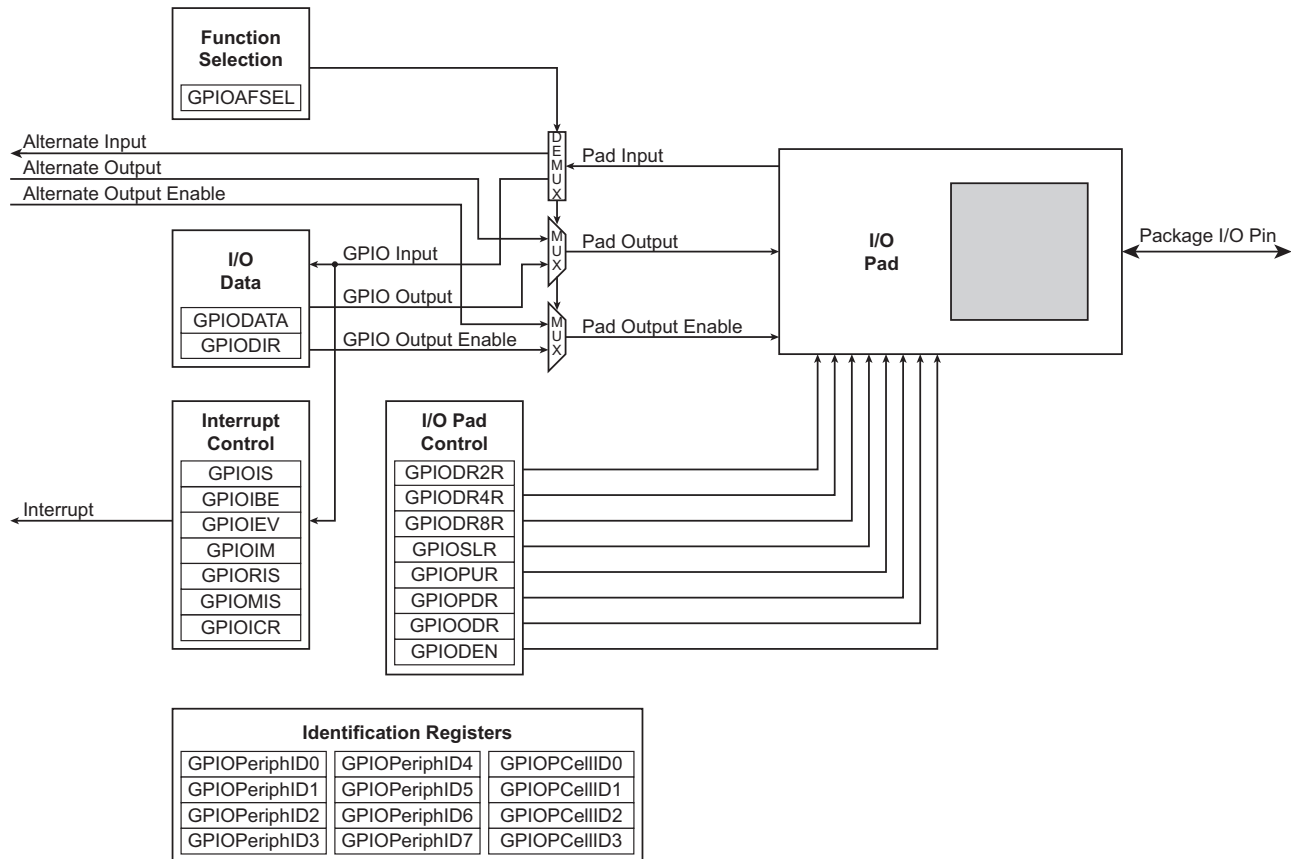 Function
Selection
GPIOAFSEL
Alternate Input
Alternate Output
Alternate Output Enable
DEMUX
Pad Input
I/O
Data
GPIODATA
GPIODIR
GPIO Input
GPIO Output
GPIO Output Enable
MUX
Pad Output
MUX
Pad Output Enable
I/O
Pad
Package I/O Pin
Interrupt
Control
GPIOIS
GPIOIBE
GPIOIEV
GPIOIM
GPIORIS
GPIOMIS
GPIOICR
Interrupt
I/O Pad
Control
GPIODR2R
GPIODR4R
GPIODR8R
GPIOSLR
GPIOPUR
GPIOPDR
GPIOODR
GPIODEN
Identification Registers
GPIOPeriphID0 GPIOPeriphID4 GPIOPCellID0
GPIOPeriphID1 GPIOPeriphID5 GPIOPCellID1
GPIOPeriphID2 GPIOPeriphID6 GPIOPCellID2
GPIOPeriphID3 GPIOPeriphID7 GPIOPCellID3